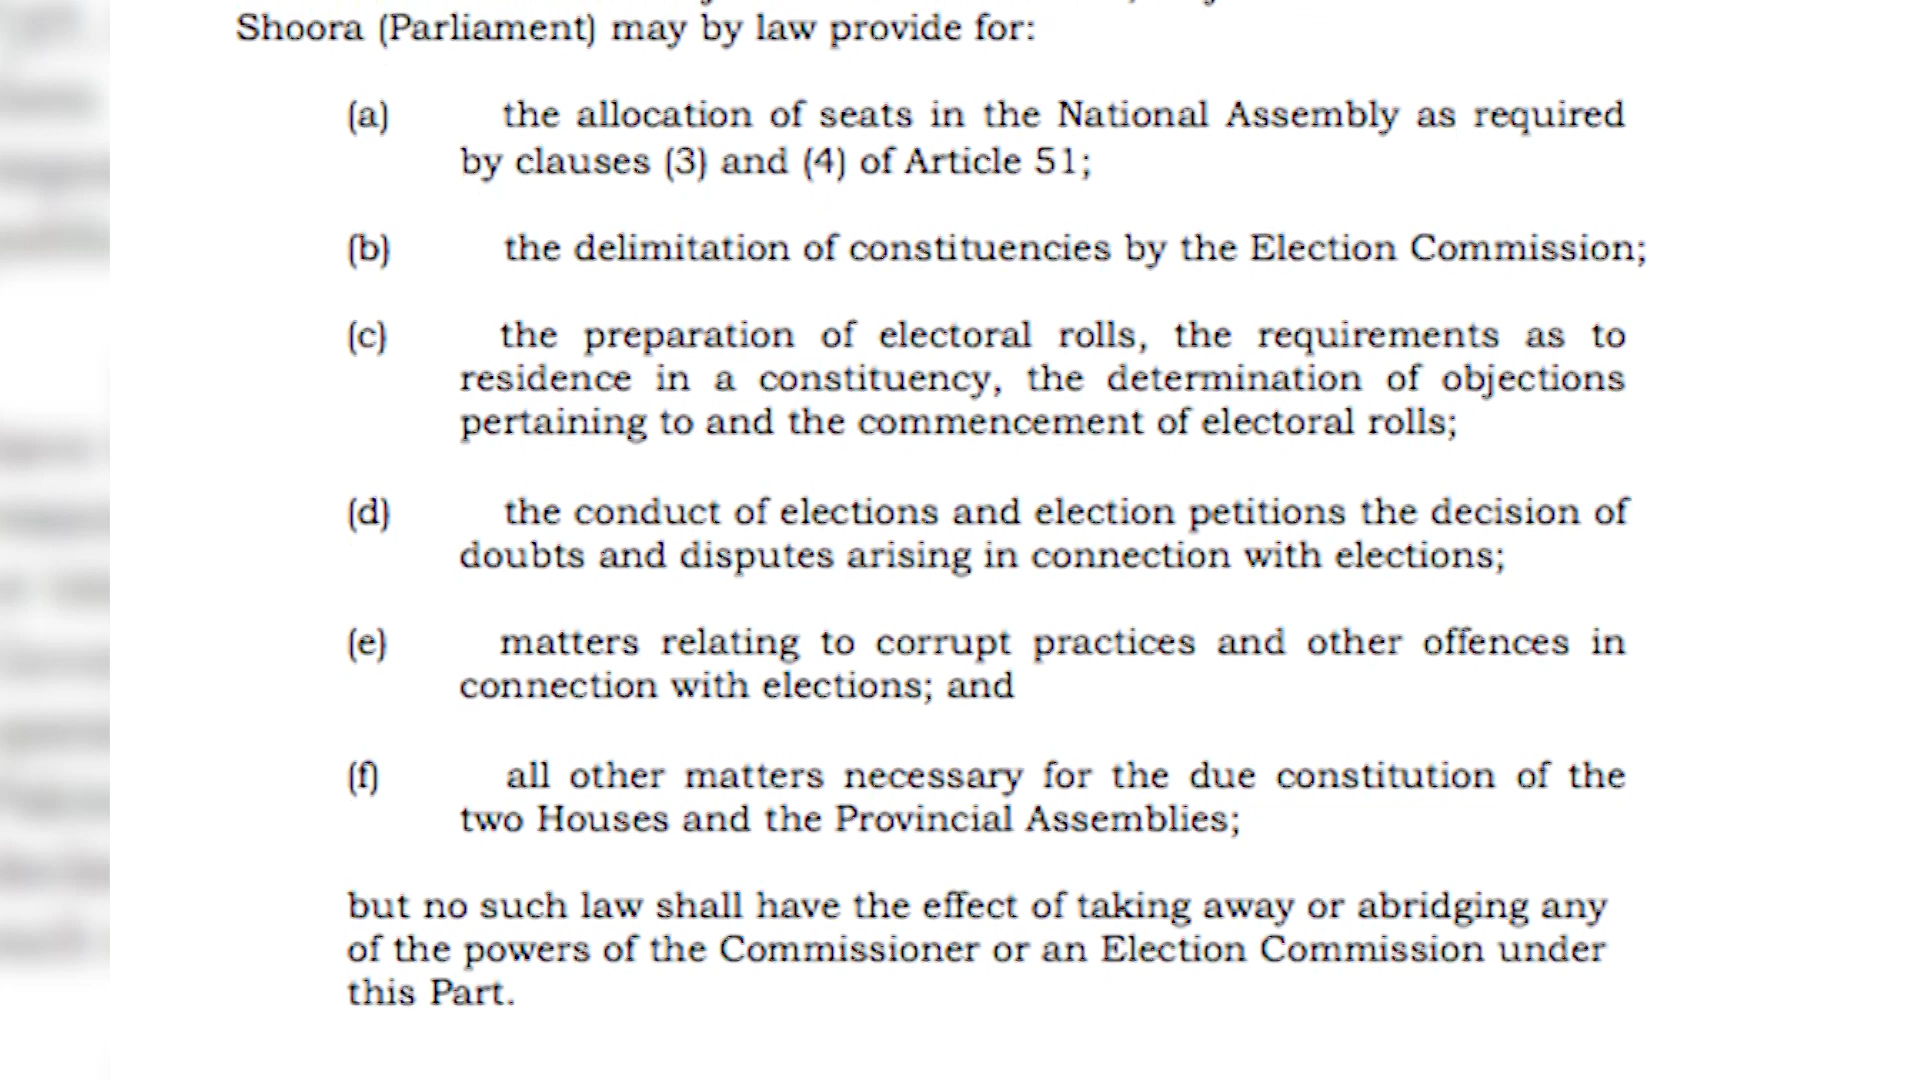 Shoora (Parliament) may by law provide for:
(a) the allocation of seats in the National Assembly as required
by clauses (3) and (4) of Article 51;
(b) the delimitation of constituencies by the Election Commission;
(c) the preparation of electoral rolls, the requirements as to
residence in a constituency, the determination of objections
pertaining to and the commencement of electoral rolls;
(d) the conduct of elections and election petitions the decision of
doubts and disputes arising in connection with elections;
(e) matters relating to corrupt practices and other offences in
connection with elections; and
(f) all other matters necessary for the due constitution of the
two Houses and the Provincial Assemblies;
but no such law shall have the effect of taking away or abridging any
of the powers of the Commissioner or an Election Commission under
this Part.